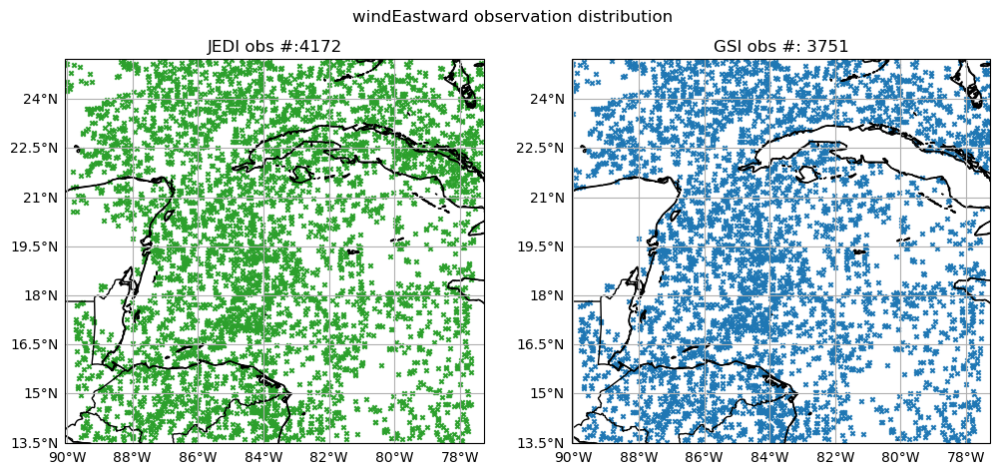 windEastward observation distribution
JEDI obs #:4172
GSI obs #: 3751
24°N
22.5°N
21°N
19.5°N
18°N
16.5°N
15°N
13.5°N
90°W 88°W 86°W 84°W 82°W 80°W 78°W
24°N
22.5°N
21°N
19.5°N
18°N
16.5°N
15°N
13.5°N
90°W 88°W 86°W 84°W 82°W 80°W 78°W